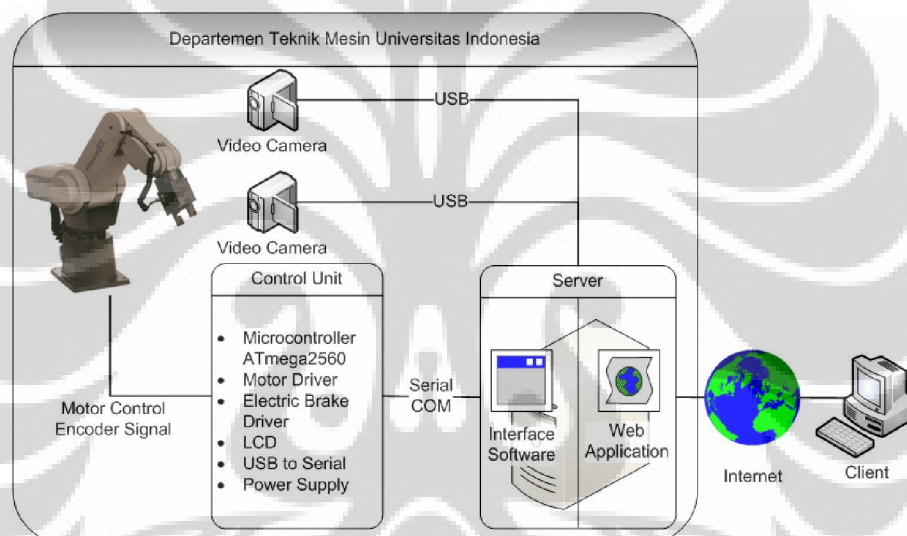 Departemen Teknik Mesin Universitas Indonesia
USB
Video Camera
USB
Video Camera
Control Unit
• Microcontroller
ATmega2560
• Motor Driver
• Electric Brake
Driver
• LCD
• USB to Serial
• Power Supply
Motor Control
Encoder Signal
Serial
COM
Server
Interface
Software
Web
Application
Internet
Client